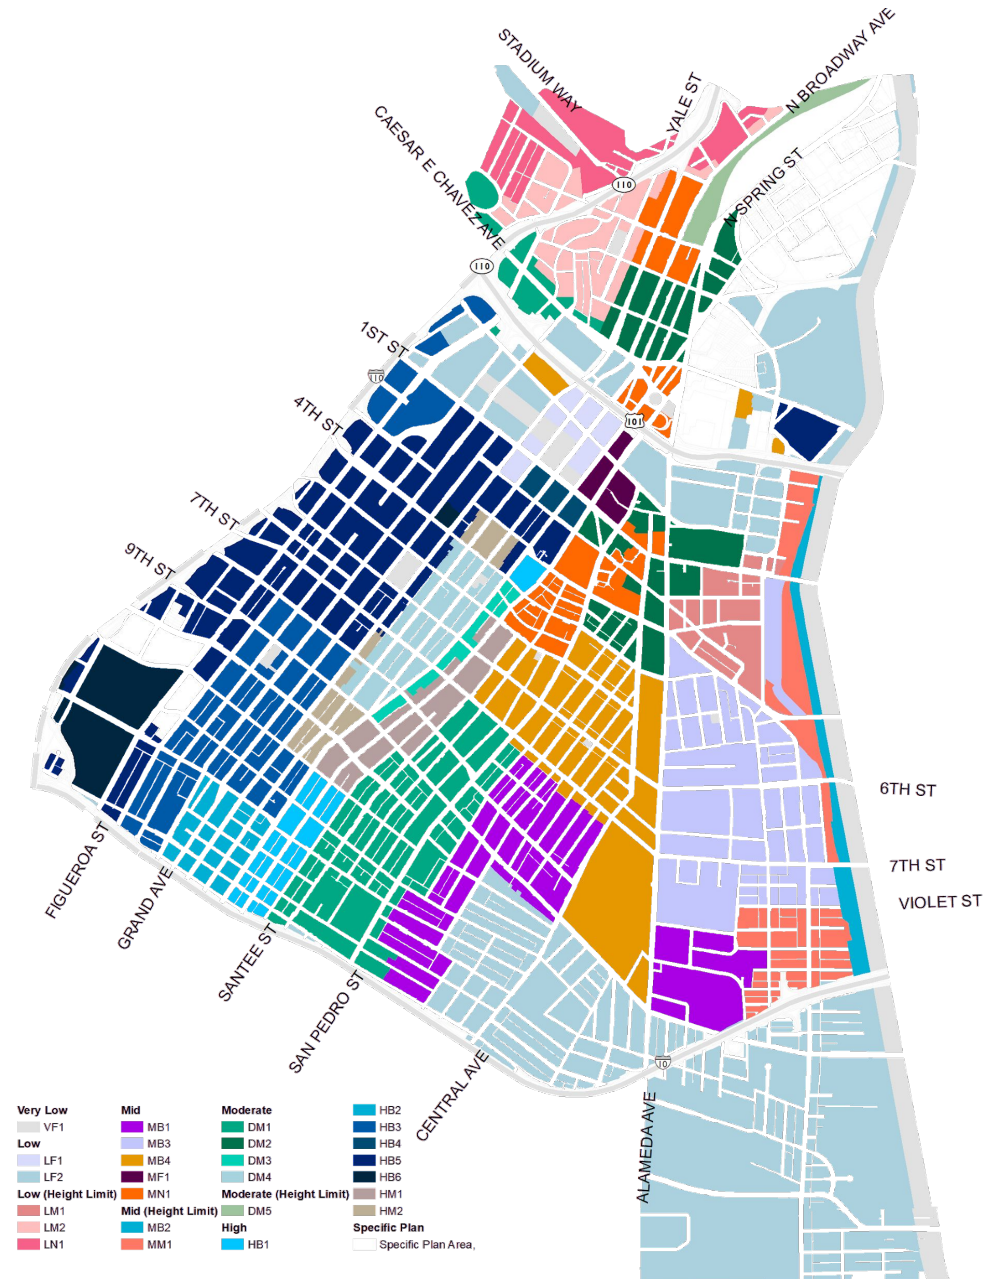 STADIUM WAY
YALE ST
N BROADWAY AVE
CAESAR E CHAVEZ AVE
N SPRING ST
110
110
1ST ST
110
4TH ST
101
7TH ST
9TH ST
6TH ST
7TH ST
VIOLET ST
FIGUEROA ST
GRAND AVE
SANTEE ST
SAN PEDRO ST
CENTRAL AVE
10
ALAMEDA AVE
Very Low
VF1
Low
LF1
LF2
Low (Height Limit)
LM1
LM2
LN1
Mid
MB1
MB3
MB4
MF1
MN1
Mid (Height Limit)
MB2
MM1
Moderate
DM1
DM2
DM3
DM4
Moderate (Height Limit)
DM5
High
HB1
HB2
HB3
HB4
HB5
HB6
HM1
HM2
Specific Plan
Specific Plan Area,